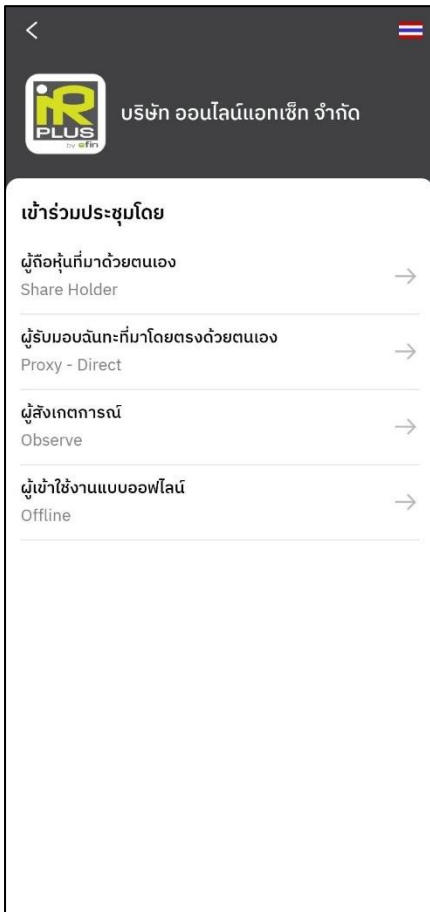 iR
PLUS
by efin
บริษัท ออนไลน์แอทเซ็ท จำกัด
เข้าร่วมประชุมโดย
ผู้ถือหุ้นที่มาด้วยตนเอง
Share Holder
ผู้รับมอบฉันทะที่มาโดยตรงด้วยตนเอง
Proxy - Direct
ผู้สังเกตการณ์
Observe
ผู้เข้าใช้งานแบบออฟไลน์
Offline